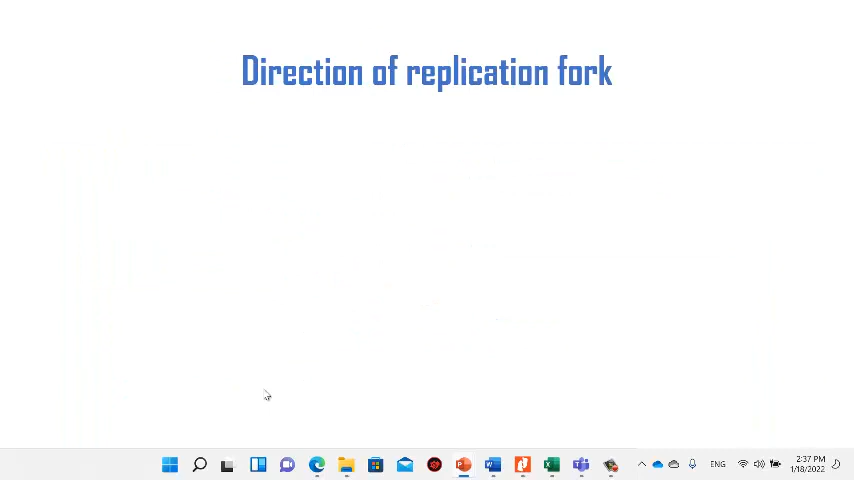 Direction of replication fork
ENG
2:37 PM
1/18/2022